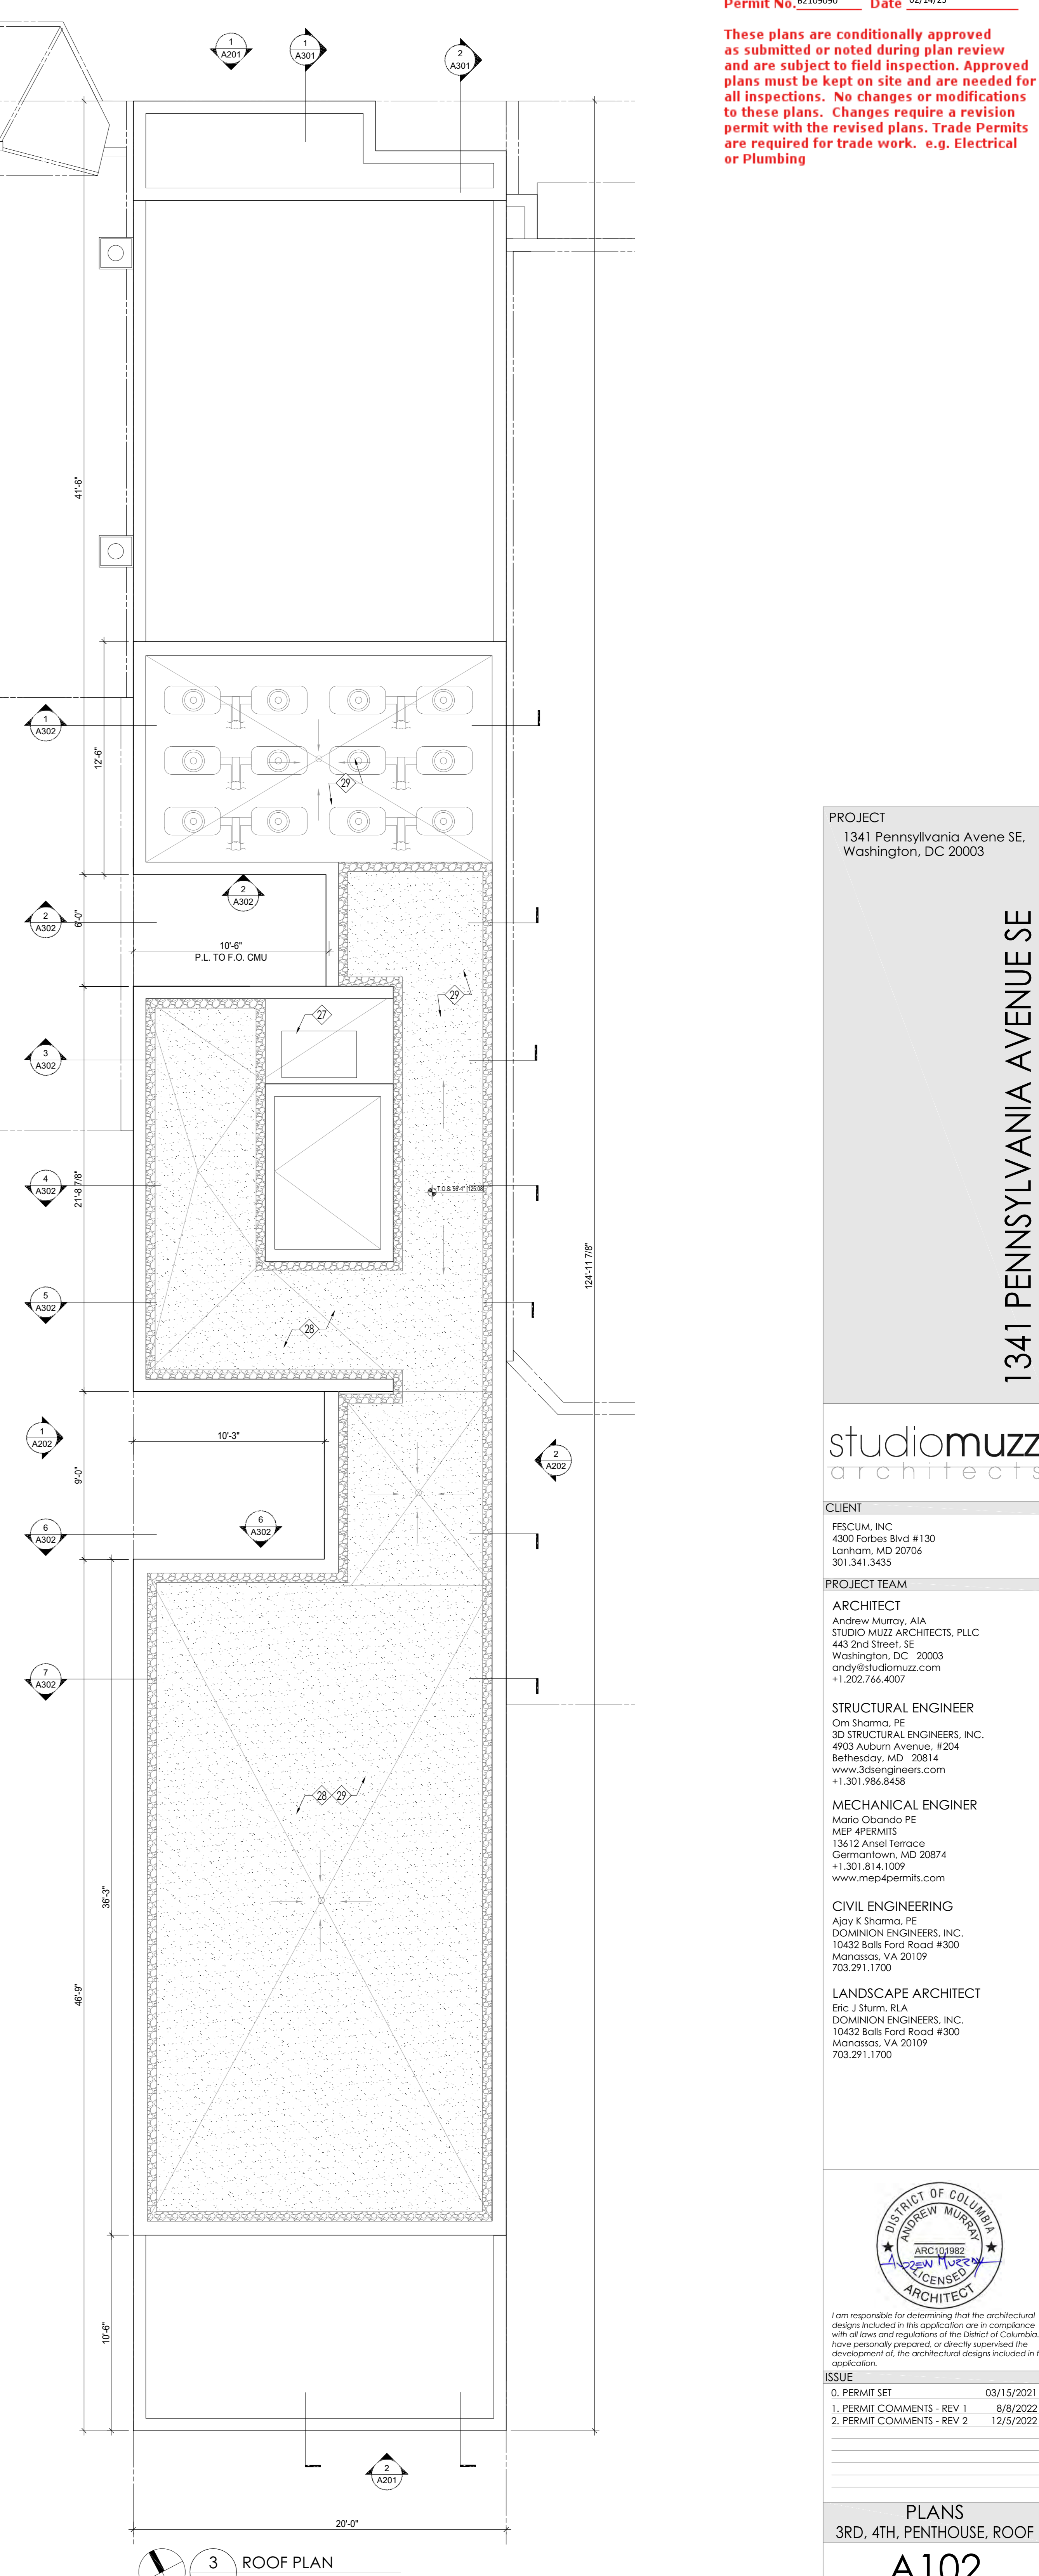 Permit No. B2109090 Date 02/14/23
These plans are conditionally approved
as submitted or noted during plan review
and are subject to field inspection. Approved
plans must be kept on site and are needed for
all inspections. No changes or modifications
to these plans. Changes require a revision
permit with the revised plans. Trade Permits
are required for trade work. e.g. Electrical
or Plumbing
1
A201
1
A301
2
A301
41'-6"
12'-6"
1
A302
29
2
A302
6'-0"
2
A302
10'-6"
P.L. TO F.O. CMU
29
27
3
A302
4
A302
21'-8 7/8"
T.O.S. 56'-1" [125.08]
124'-11 7/8"
5
A302
28
1
A202
10'-3"
9'-0"
2
A202
6
A302
6
A302
7
A302
28 29
36'-3"
46'-9"
10'-6"
2
A201
20'-0"
3 ROOF PLAN
PROJECT
1341 Pennsyllvania Avene SE,
Washington, DC 20003
1341 PENNSYLVANIA AVENUE SE
studiomuzz
architects
CLIENT
FESCUM, INC
4300 Forbes Blvd #130
Lanham, MD 20706
301.341.3435
PROJECT TEAM
ARCHITECT
Andrew Murray, AIA
STUDIO MUZZ ARCHITECTS, PLLC
443 2nd Street, SE
Washington, DC 20003
andy@studiomuzz.com
+1.202.766.4007
STRUCTURAL ENGINEER
Om Sharma, PE
3D STRUCTURAL ENGINEERS, INC.
4903 Auburn Avenue, #204
Bethesday, MD 20814
www.3dsengineers.com
+1.301.986.8458
MECHANICAL ENGINER
Mario Obando PE
MEP 4PERMITS
13612 Ansel Terrace
Germantown, MD 20874
+1.301.814.1009
www.mep4permits.com
CIVIL ENGINEERING
Ajay K Sharma, PE
DOMINION ENGINEERS, INC.
10432 Balls Ford Road #300
Manassas, VA 20109
703.291.1700
LANDSCAPE ARCHITECT
Eric J Sturm, RLA
DOMINION ENGINEERS, INC.
10432 Balls Ford Road #300
Manassas, VA 20109
703.291.1700
DISTRICT OF COLUMBIA
ANDREW MURRAY
ARC101982
Andrew Murray
LICENSED
ARCHITECT
I am responsible for determining that the architectural
designs Included in this application are in compliance
with all laws and regulations of the District of Columbia.
have personally prepared, or directly supervised the
development of, the architectural designs included in t
application.
ISSUE
0. PERMIT SET 03/15/2021
1. PERMIT COMMENTS - REV 1 8/8/2022
2. PERMIT COMMENTS - REV 2 12/5/2022
PLANS
3RD, 4TH, PENTHOUSE, ROOF
A102